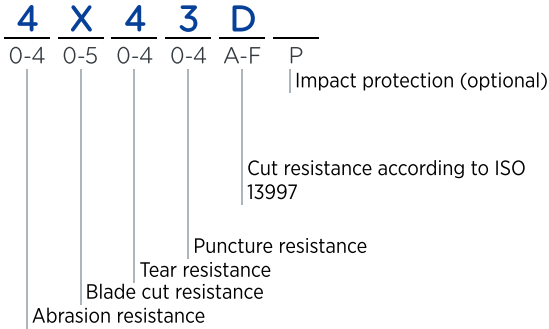 4 X 4 3 D
0-4 0-5 0-4 0-4 A-F P
Impact protection (optional)
Cut resistance according to ISO
13997
Puncture resistance
Tear resistance
Blade cut resistance
Abrasion resistance